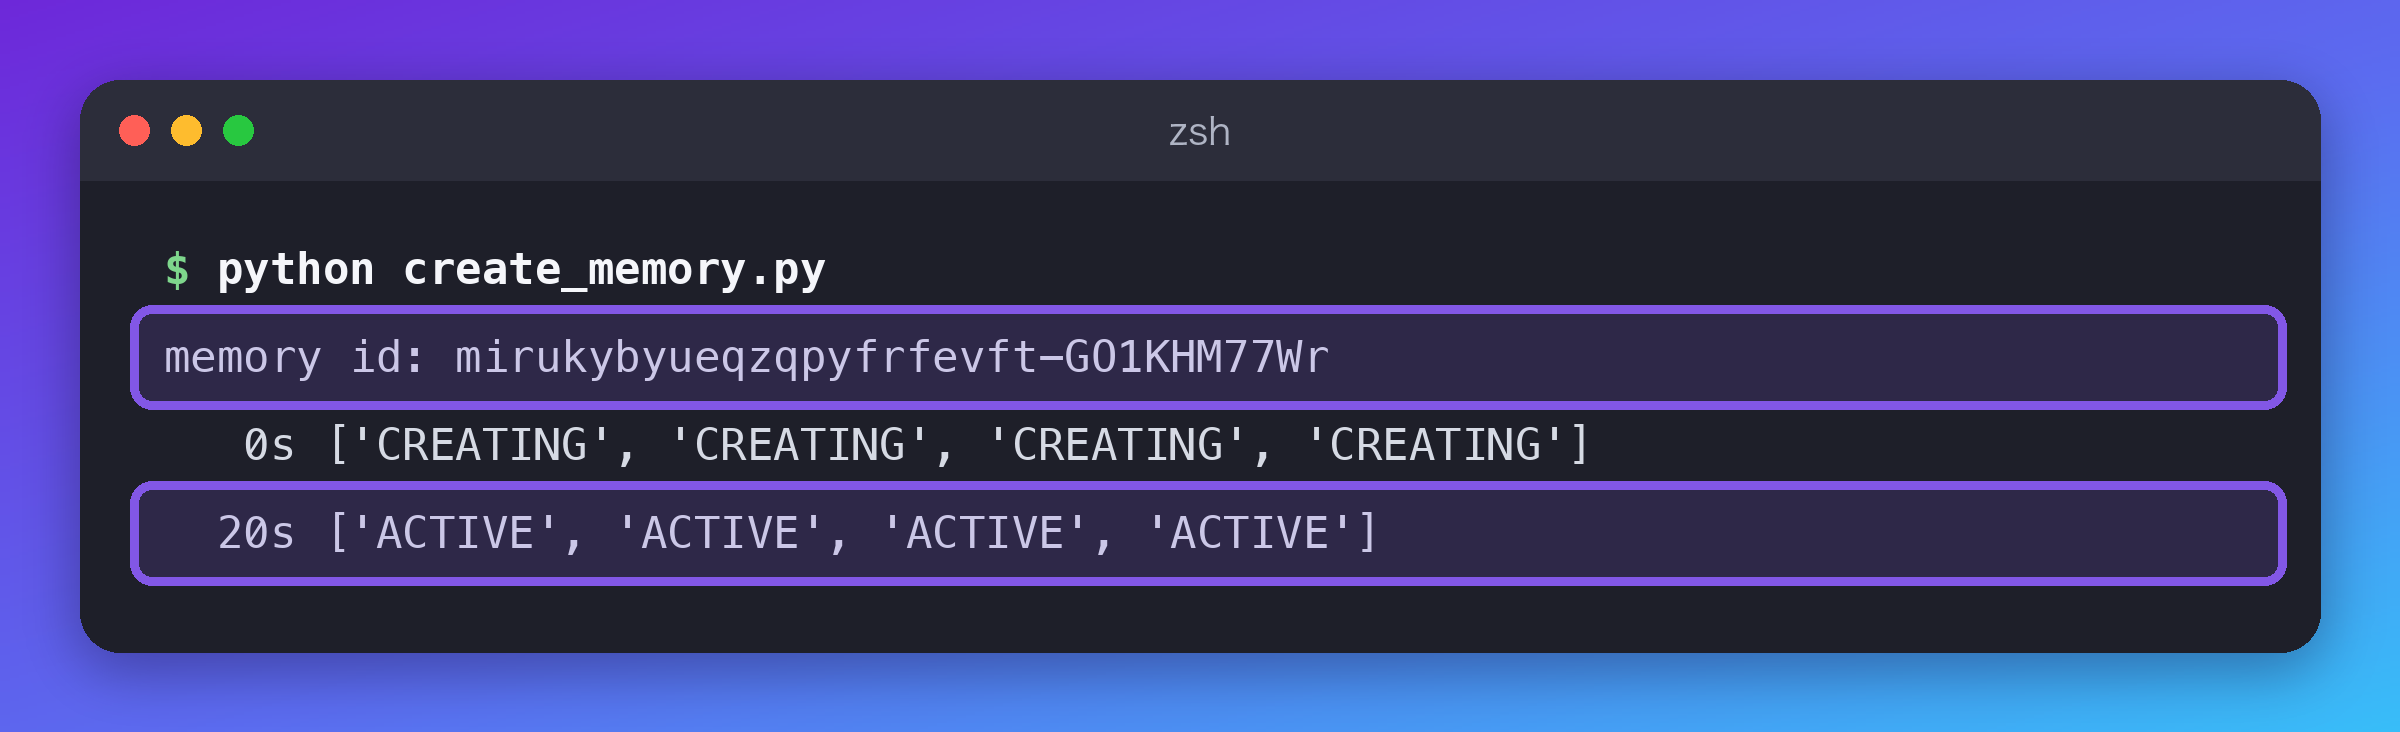 zsh
$ python create_memory.py
memory id: mirukybyueqzqpyfrfevft-GO1KHM77Wr
0s ['CREATING', 'CREATING', 'CREATING', 'CREATING']
20s ['ACTIVE', 'ACTIVE', 'ACTIVE', 'ACTIVE']